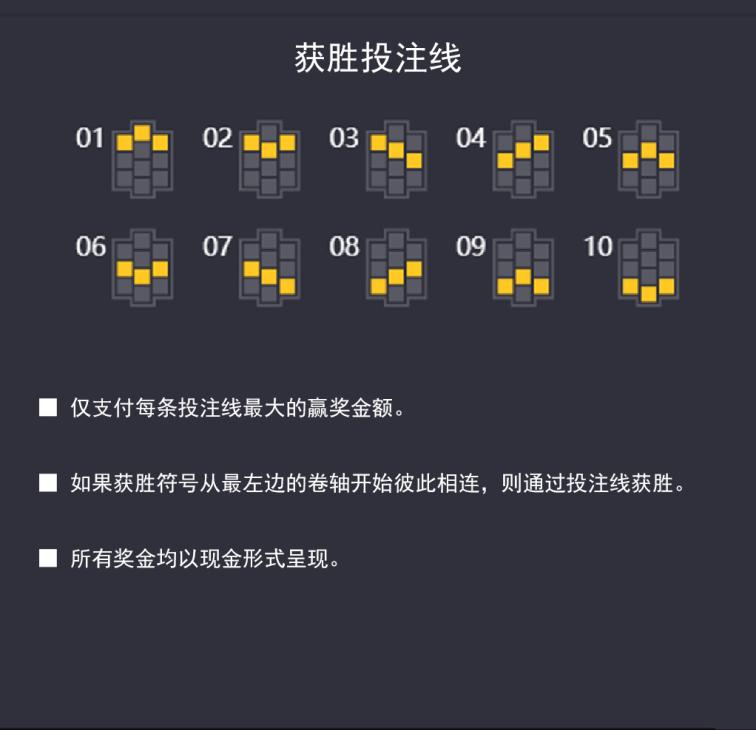 获胜投注线
01 02 03 04 05
06 07 08 09 10
仅支付每条投注线最大的赢奖金额。
如果获胜符号从最左边的卷轴开始彼此相连，则通过投注线获胜。
所有奖金均以现金形式呈现。